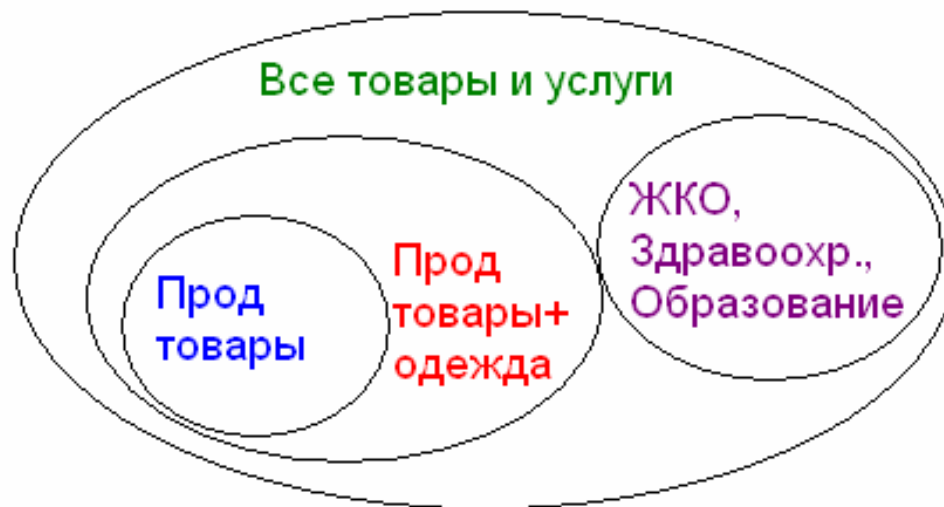 Все товары и услуги
ЖКО,
Здравоохр.,
Образование
Прод
товары+
одежда
Прод
товары